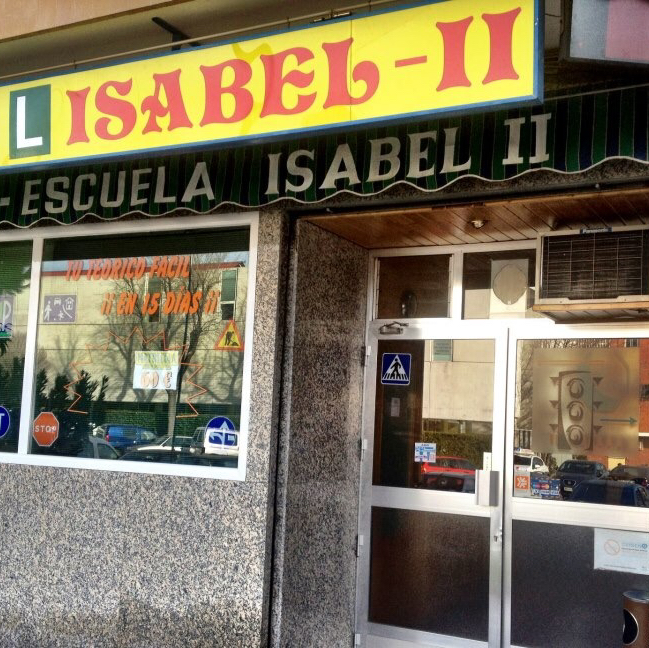 L ISABEL-II
-ESCUELA ISABEL II
TU TEORICO FACIL
¡¡ EN 15 DIAS !!
60 €
STOP